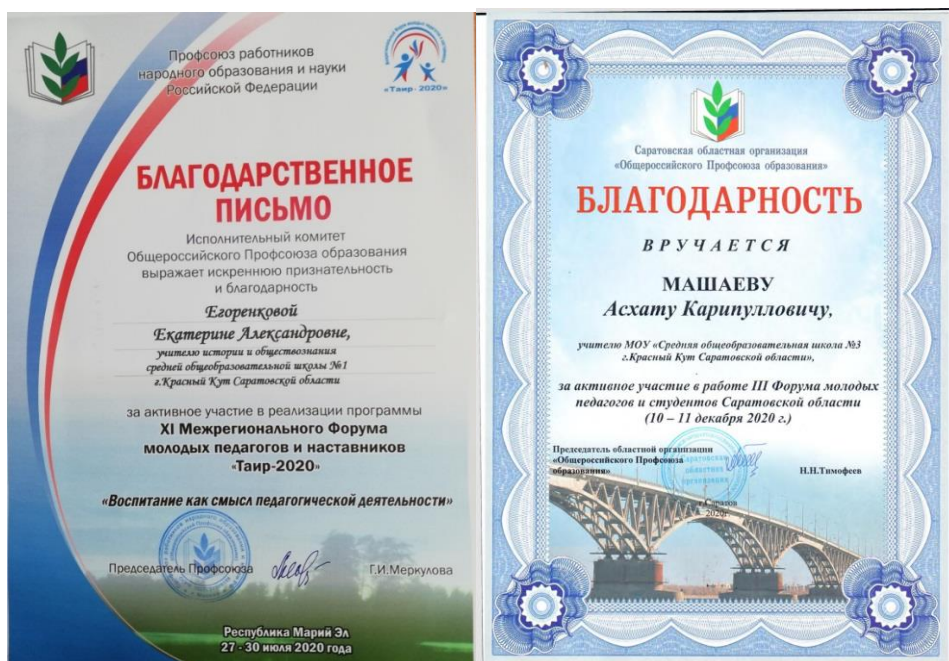 Профсоюз работников
народного образования и науки
Российской Федерации
«Таир- 2020»
БЛАГОДАРСТВЕННОЕ
ПИСЬМО
Исполнительный комитет
Общероссийского Профсоюза образования
выражает искреннюю признательность
и благодарность
Егоренковой
Екатерине Александровне,
учителю истории и обществознания
средней общеобразовательной школы №1
г.Красный Кут Саратовской области
за активное участие в реализации программы
XI Межрегионального Форума
молодых педагогов и наставников
«Таир-2020»
«Воспитание как смысл педагогической деятельности»
Председатель Профсоюза
Г.И.Меркулова
Республика Марий Эл
27 - 30 июля 2020 года
Саратовская областная организация
«Общероссийского Профсоюза образования»
БЛАГОДАРНОСТЬ
ВРУЧАЕТСЯ
МАШАЕВУ
Асхату Карипулловичу,
учителю МОУ «Средняя общеобразовательная школа №3
г.Красный Кут Саратовской области»,
за активное участие в работе III Форума молодых
педагогов и студентов Саратовской области
(10 – 11 декабря 2020 г.)
Председатель областной организации
«Общероссийского Профсоюза
образования»
Н.Н.Тимофеев
г.Саратов
2020г.